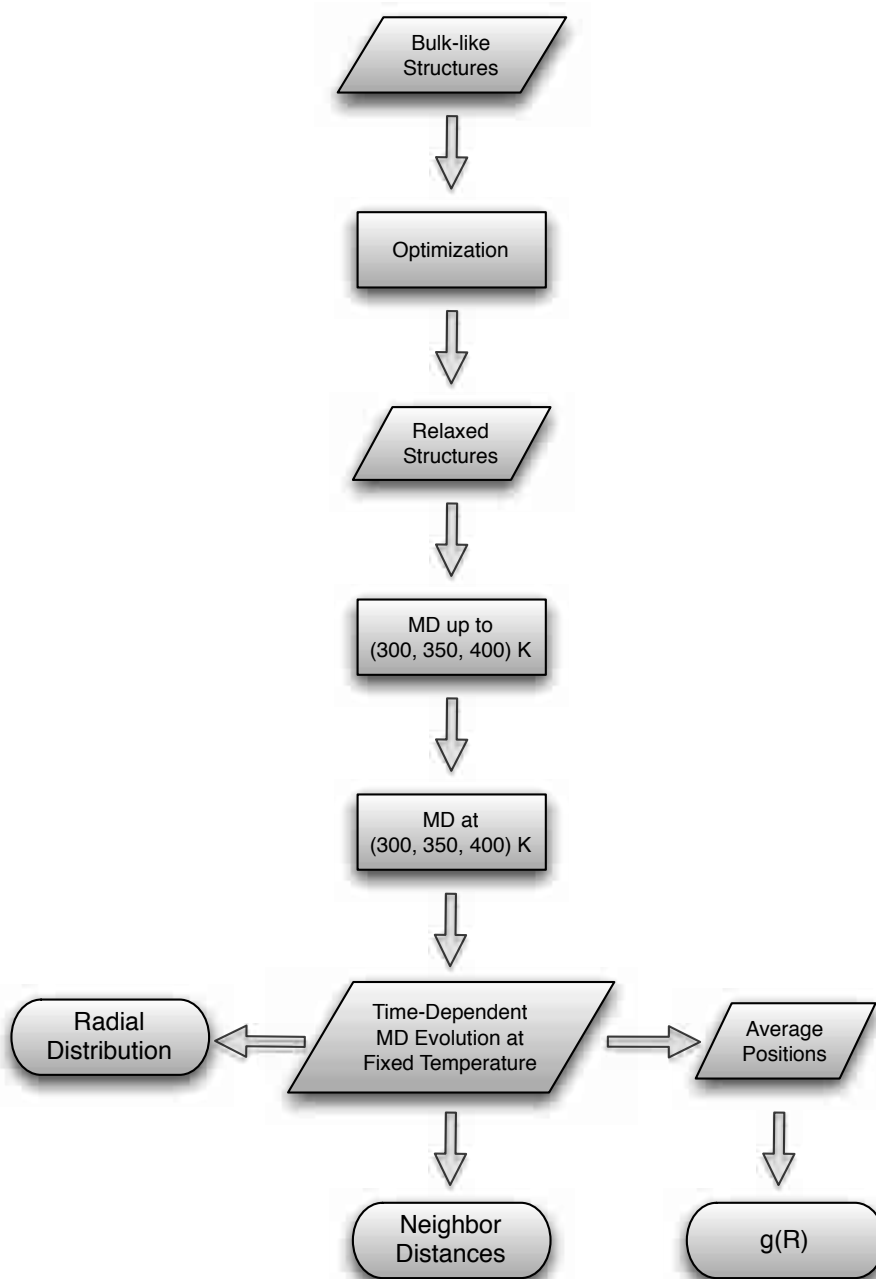 Bulk-like
Structures
Optimization
Relaxed
Structures
MD up to
(300, 350, 400) K
MD at
(300, 350, 400) K
Radial
Distribution
Time-Dependent
MD Evolution at
Fixed Temperature
Average
Positions
Neighbor
Distances
g(R)